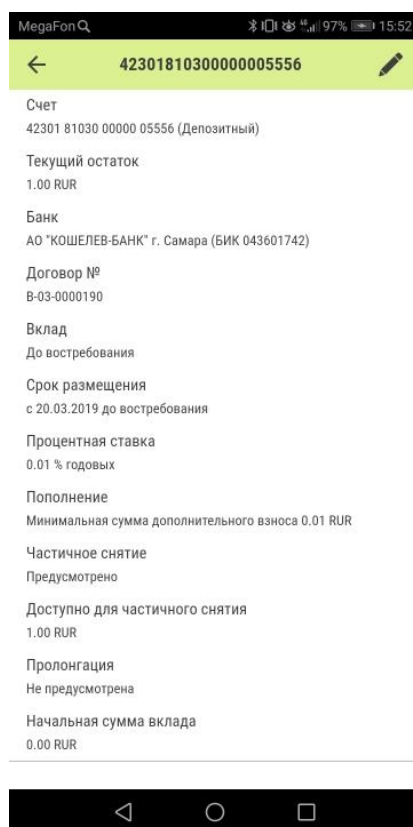 MegaFon 97% 15:52
42301810300000005556
Счет
42301 81030 00000 05556 (Депозитный)
Текущий остаток
1.00 RUR
Банк
АО "КОШЕЛЕВ-БАНК" г. Самара (БИК 043601742)
Договор №
В-03-0000190
Вклад
До востребования
Срок размещения
с 20.03.2019 до востребования
Процентная ставка
0.01 % годовых
Пополнение
Минимальная сумма дополнительного взноса 0.01 RUR
Частичное снятие
Предусмотрено
Доступно для частичного снятия
1.00 RUR
Пролонгация
Не предусмотрена
Начальная сумма вклада
0.00 RUR